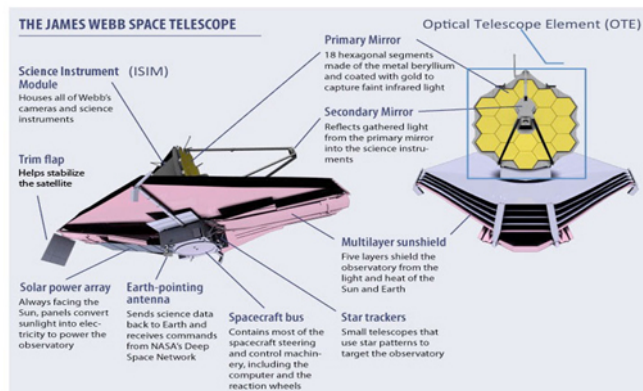 THE JAMES WEBB SPACE TELESCOPE
Optical Telescope Element (OTE)
Primary Mirror
18 hexagonal segments
made of the metal beryllium
and coated with gold to
capture faint infrared light
Science Instrument (ISIM)
Module
Houses all of Webb's
cameras and science
instruments
Secondary Mirror
Reflects gathered light
from the primary mirror
into the science instru-
ments
Trim flap
Helps stabilize
the satellite
Multilayer sunshield
Five layers shield the
observatory from the
light and heat of the
Sun and Earth
Solar power array
Always facing the
Sun, panels convert
sunlight into elec-
tricity to power the
observatory
Earth-pointing
antenna
Sends science data
back to Earth and
receives commands
from NASA's Deep
Space Network
Spacecraft bus
Contains most of the
spacecraft steering
and control machin-
ery, including the
computer and the
reaction wheels
Star trackers
Small telescopes that
use star patterns to
target the observatory